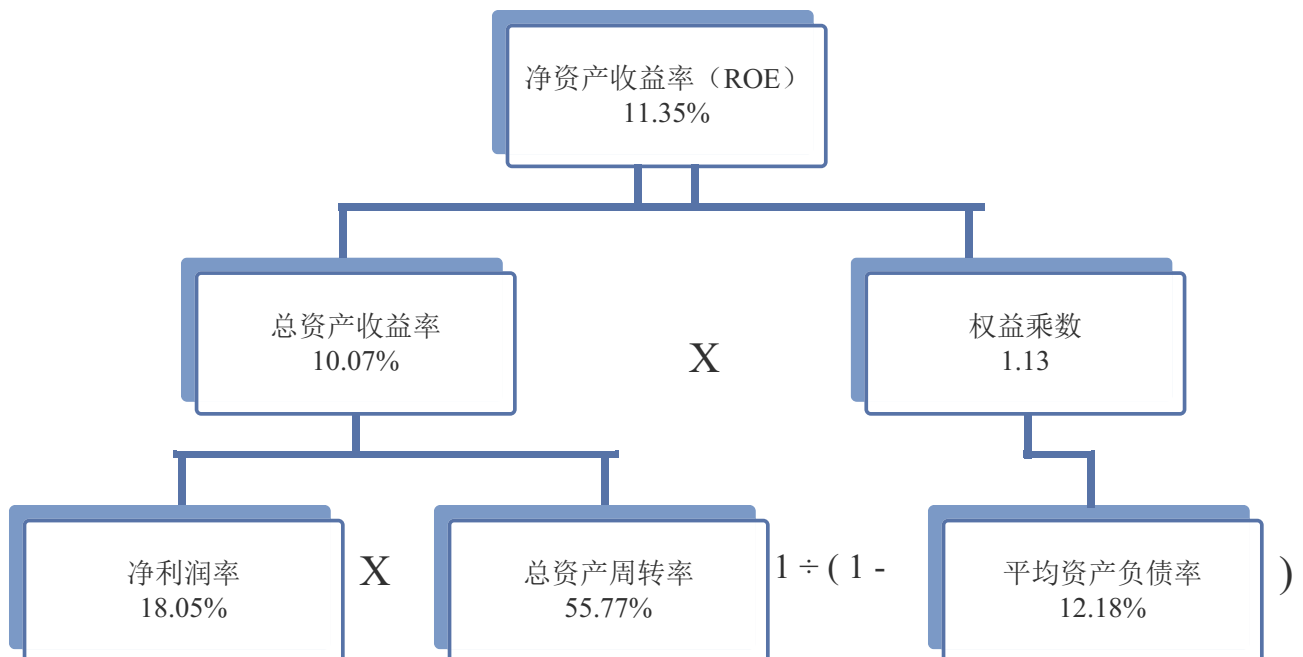 净资产收益率（ROE）
11.35%
总资产收益率
10.07%
X
权益乘数
1.13
净利润率
18.05%
X
总资产周转率
55.77%
1 ÷ ( 1 -
平均资产负债率
12.18%
)